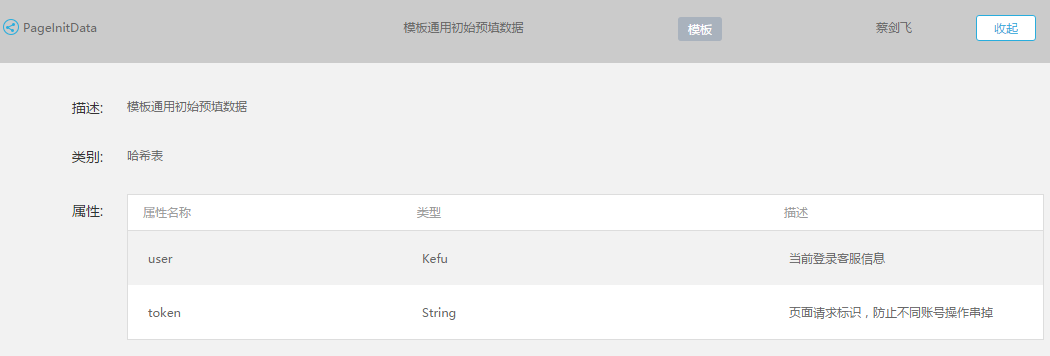 PageInitData 模板通用初始预填数据 模板 蔡剑飞 收起
描述: 模板通用初始预填数据
类别: 哈希表
属性: 属性名称 类型 描述
user Kefu 当前登录客服信息
token String 页面请求标识，防止不同账号操作串掉